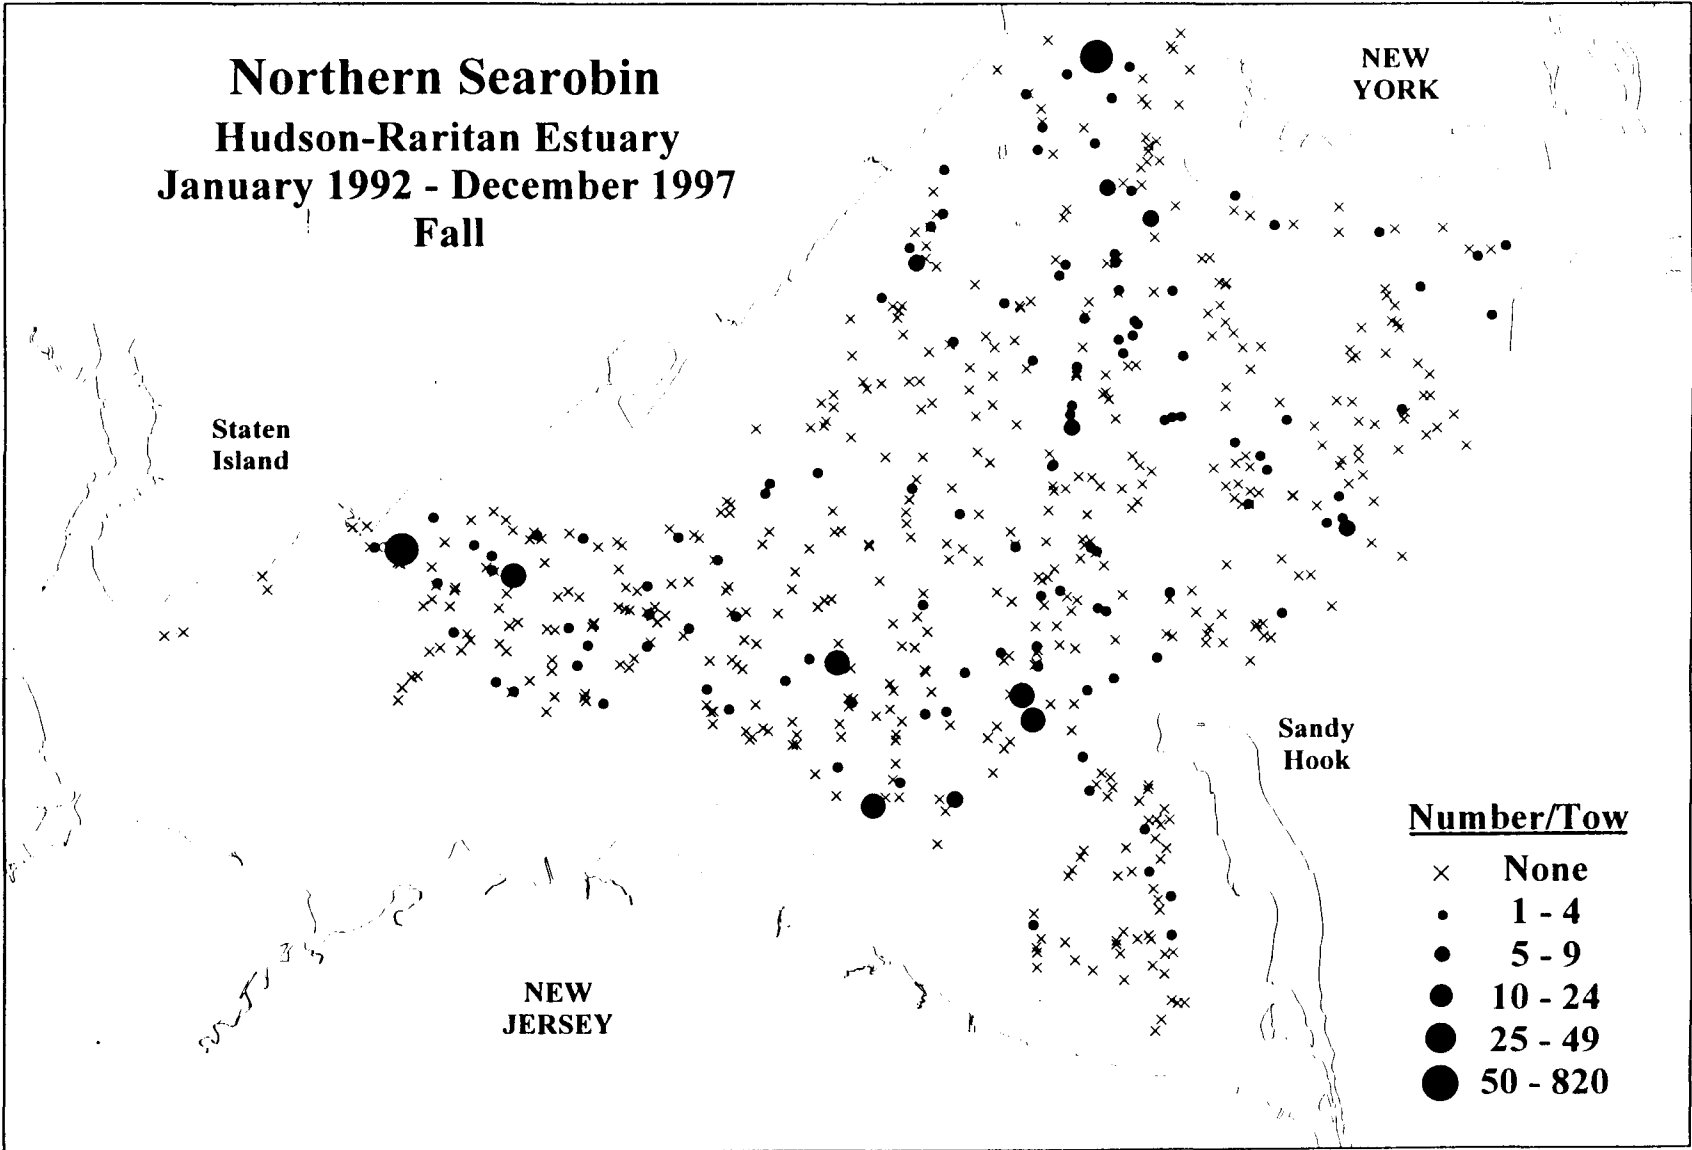 Northern Searobin
Hudson-Raritan Estuary
January 1992 - December 1997
Fall
NEW
YORK
Staten
Island
Sandy
Hook
NEW
JERSEY
Number/Tow
None
1 - 4
5 - 9
10 - 24
25 - 49
50 - 820